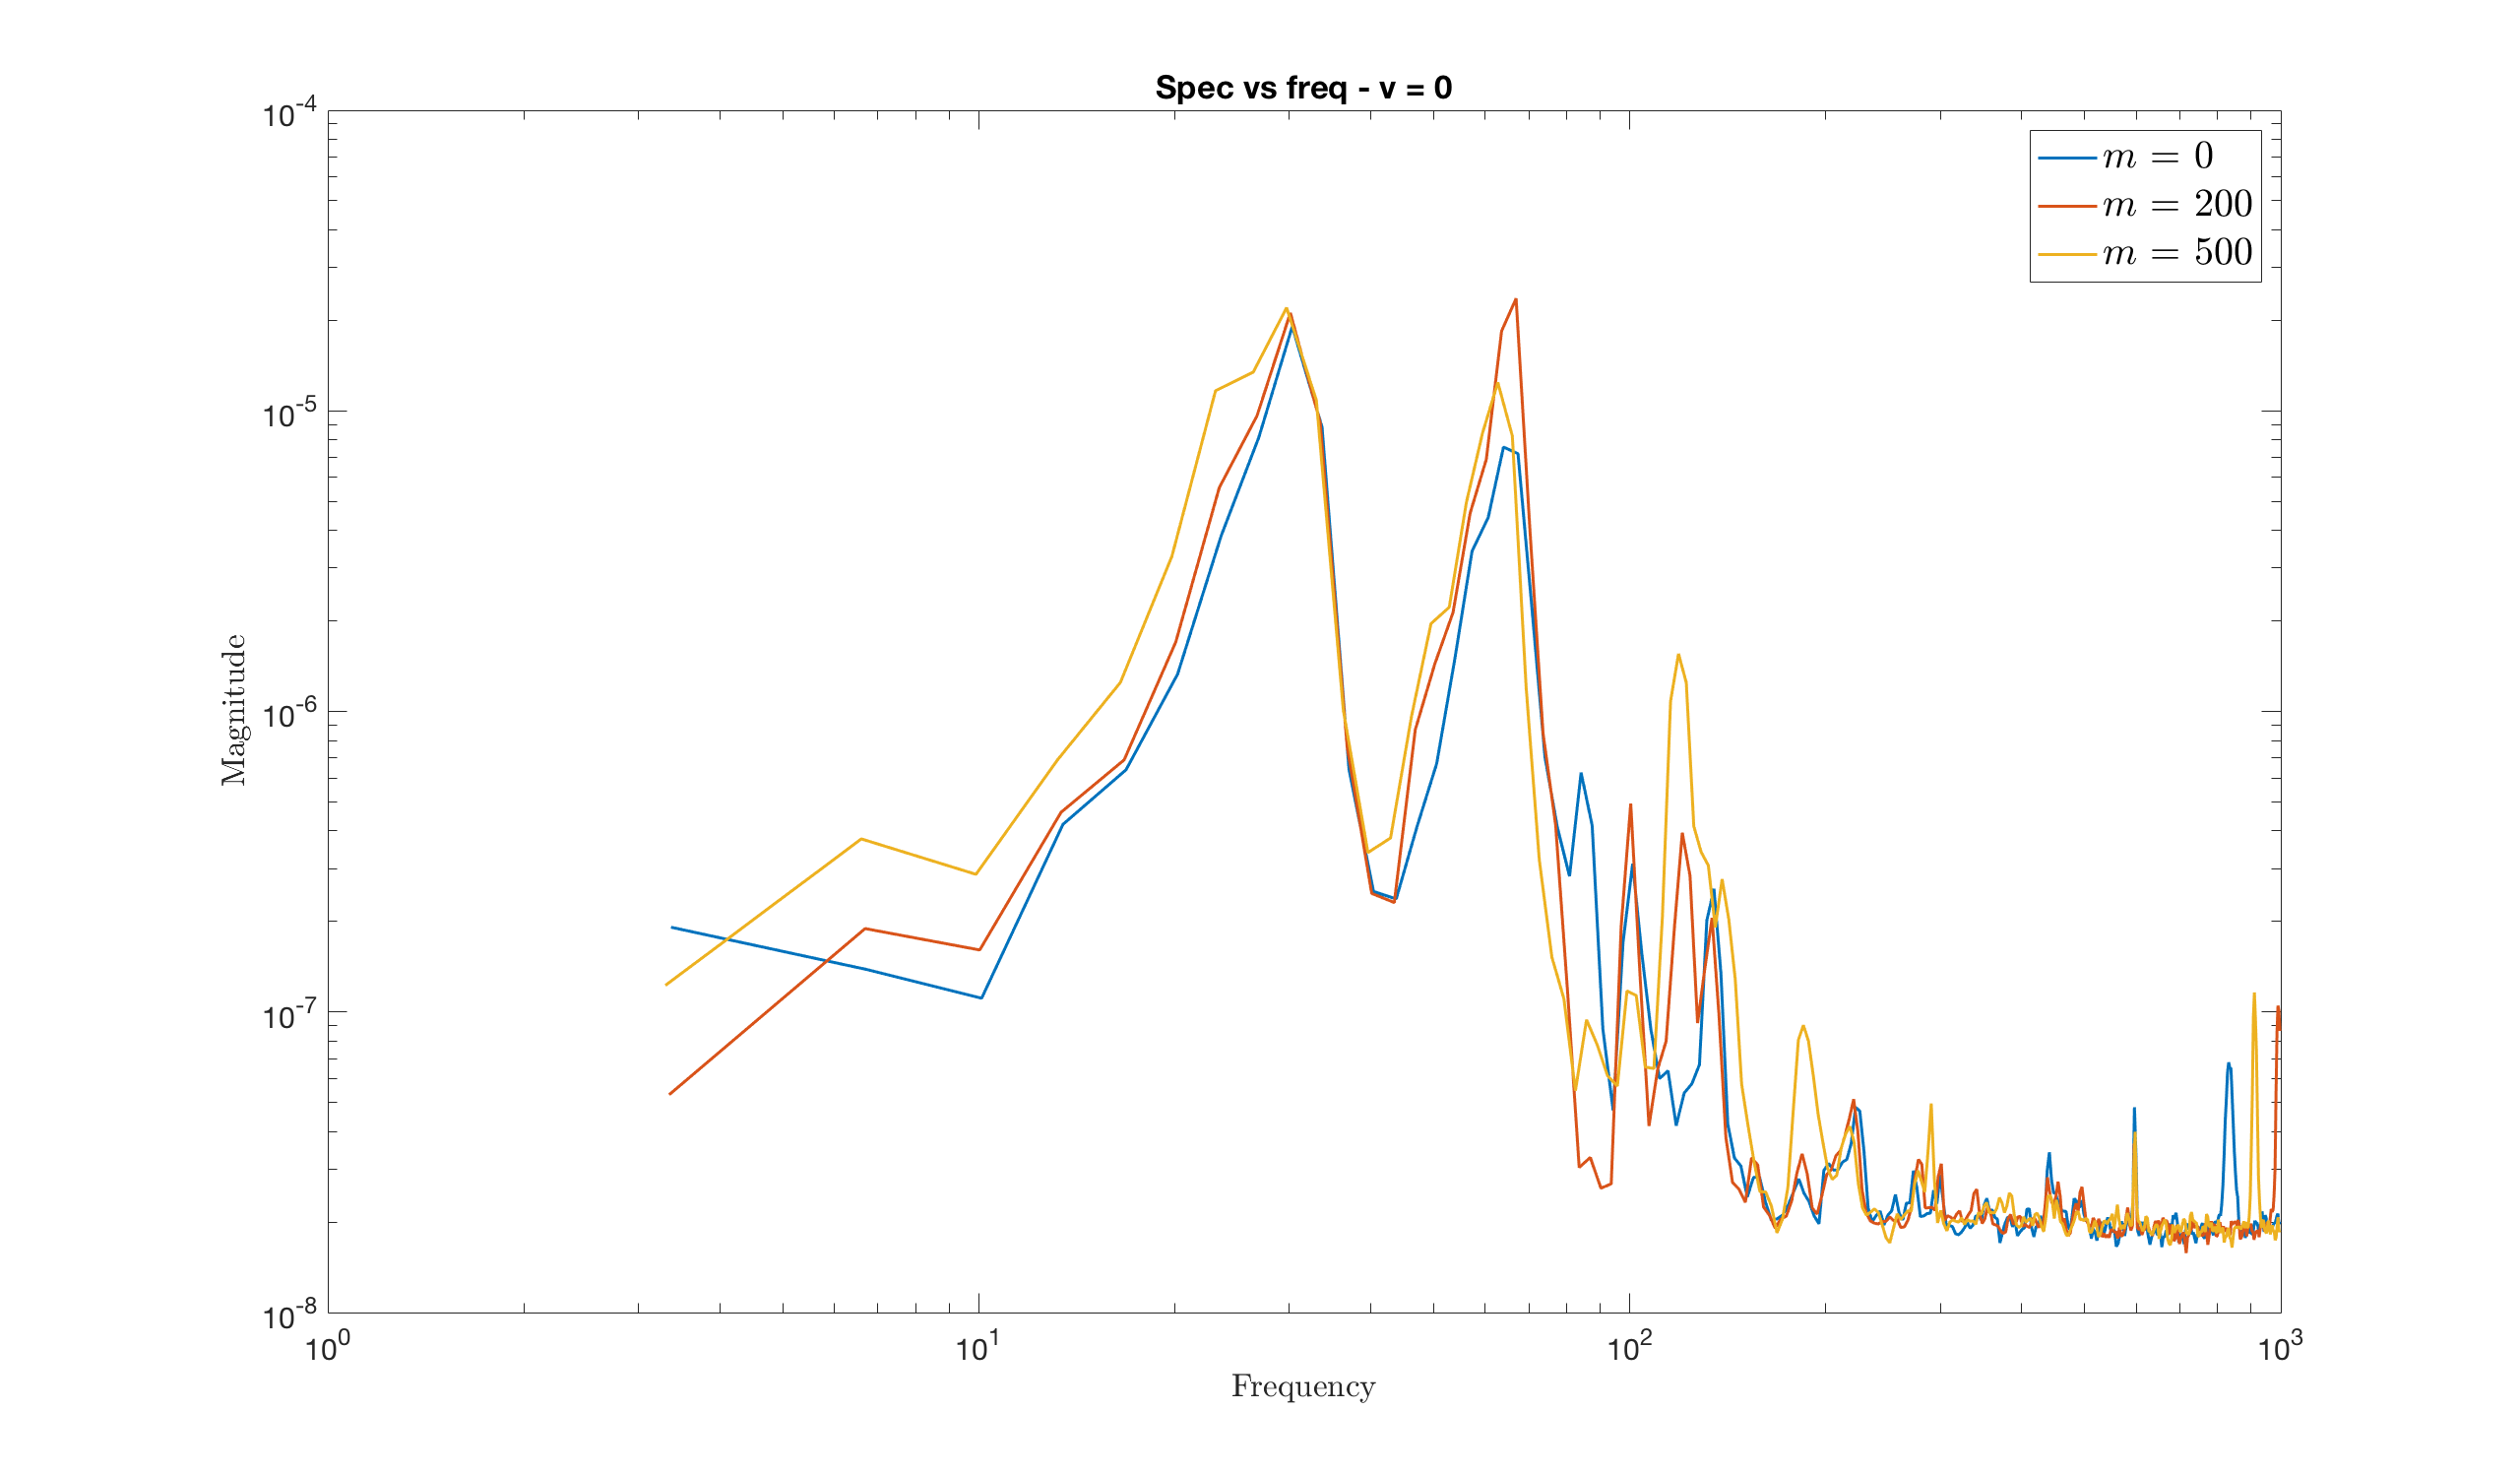 Spec vs freq - v = 0
m = 0
m = 200
m = 500
Magnitude
10^-4
10^-5
10^-6
10^-7
10^-8
10^0
10^1
10^2
10^3
Frequency